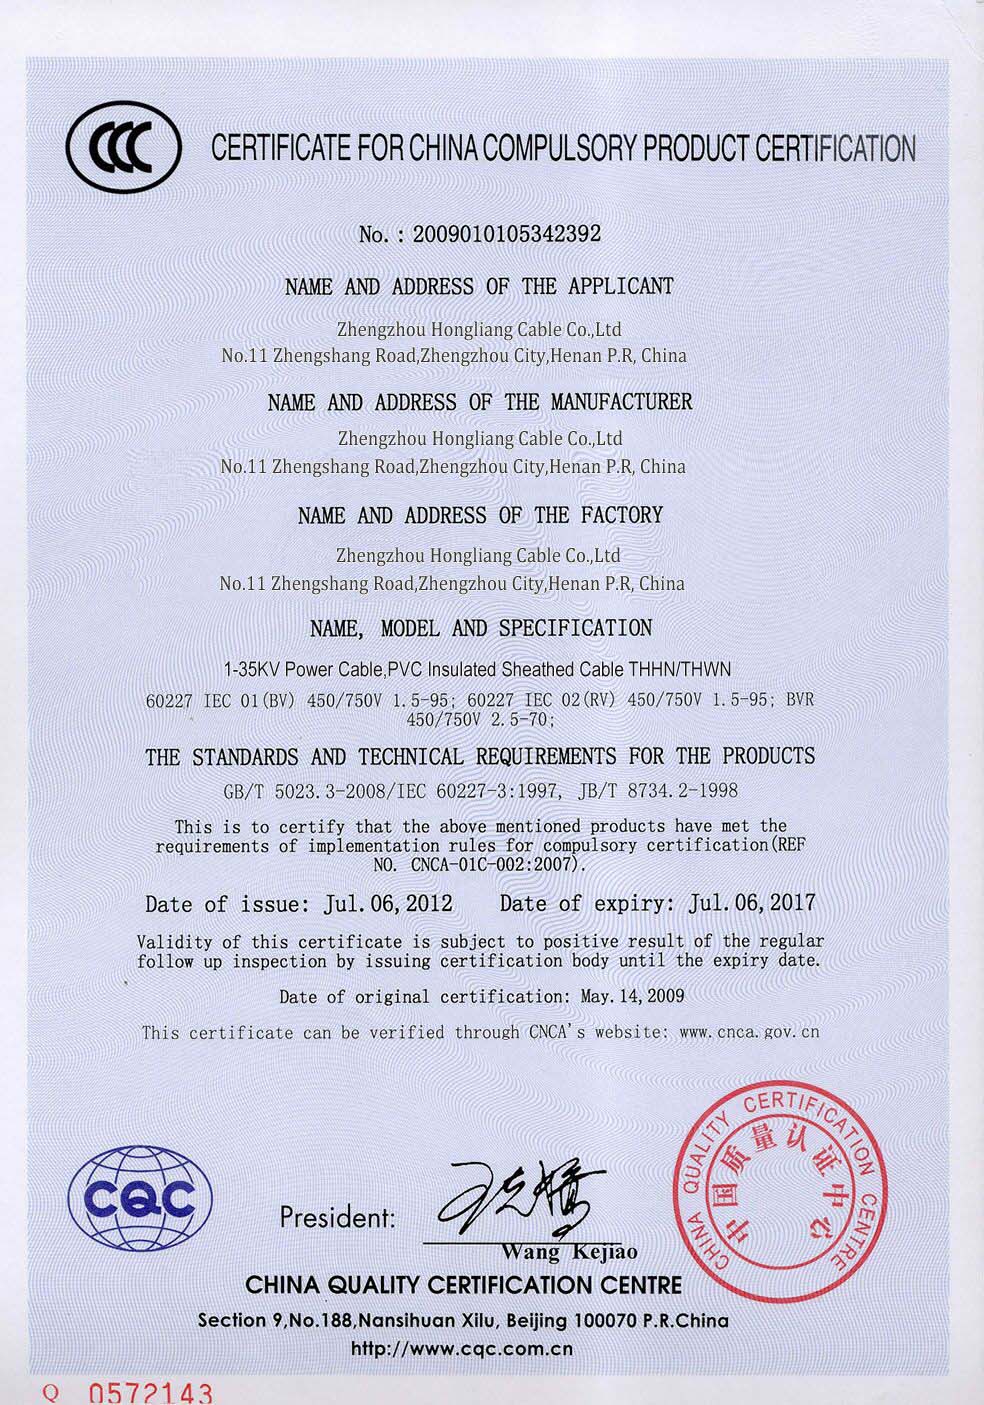 CCC
CERTIFICATE FOR CHINA COMPULSORY PRODUCT CERTIFICATION
No. : 2009010105342392
NAME AND ADDRESS OF THE APPLICANT
Zhengzhou Hongliang Cable Co.,Ltd
No.11 Zhengshang Road,Zhengzhou City,Henan P.R, China
NAME AND ADDRESS OF THE MANUFACTURER
Zhengzhou Hongliang Cable Co.,Ltd
No.11 Zhengshang Road,Zhengzhou City,Henan P.R, China
NAME AND ADDRESS OF THE FACTORY
Zhengzhou Hongliang Cable Co.,Ltd
No.11 Zhengshang Road,Zhengzhou City,Henan P.R, China
NAME, MODEL AND SPECIFICATION
1-35KV Power Cable,PVC Insulated Sheathed Cable THHN/THWN
60227 IEC 01(BV) 450/750V 1.5-95; 60227 IEC 02(RV) 450/750V 1.5-95; BVR
450/750V 2.5-70;
THE STANDARDS AND TECHNICAL REQUIREMENTS FOR THE PRODUCTS
GB/T 5023.3-2008/IEC 60227-3:1997, JB/T 8734.2-1998
This is to certify that the above mentioned products have met the
requirements of implementation rules for compulsory certification(REF
NO. CNCA-01C-002:2007).
Date of issue: Jul.06,2012 Date of expiry: Jul.06,2017
Validity of this certificate is subject to positive result of the regular
follow up inspection by issuing certification body until the expiry date.
Date of original certification: May.14,2009
This certificate can be verified through CNCA's website: www.cnca.gov.cn
CHINA QUALITY CERTIFICATION CENTRE
中国质量认证中心
CQC
President:
Wang Kejiao
CHINA QUALITY CERTIFICATION CENTRE
Section 9,No.188,Nansihuan Xilu, Beijing 100070 P.R.China
http://www.cqc.com.cn
Q 0572143